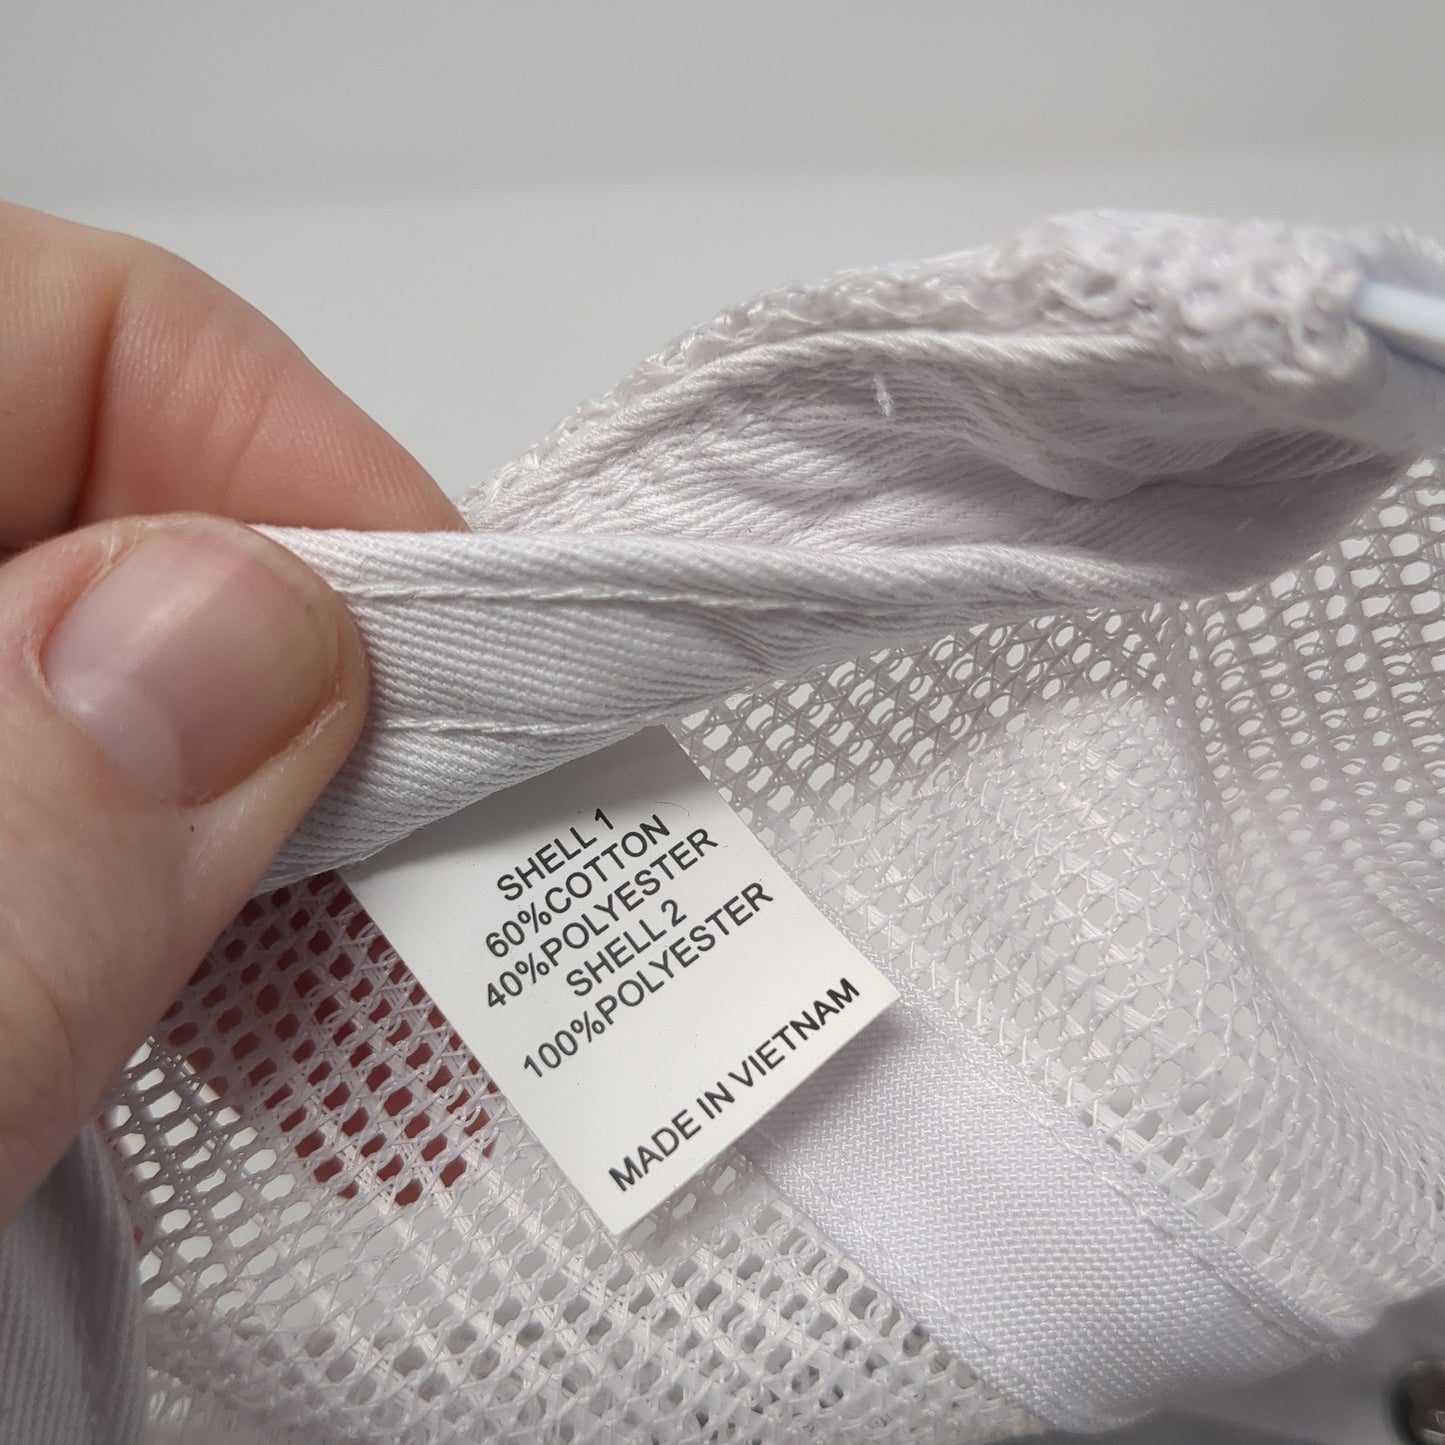 SHELL 1
60%COTTON
40%POLYESTER
SHELL 2
100%POLYESTER
MADE IN VIETNAM